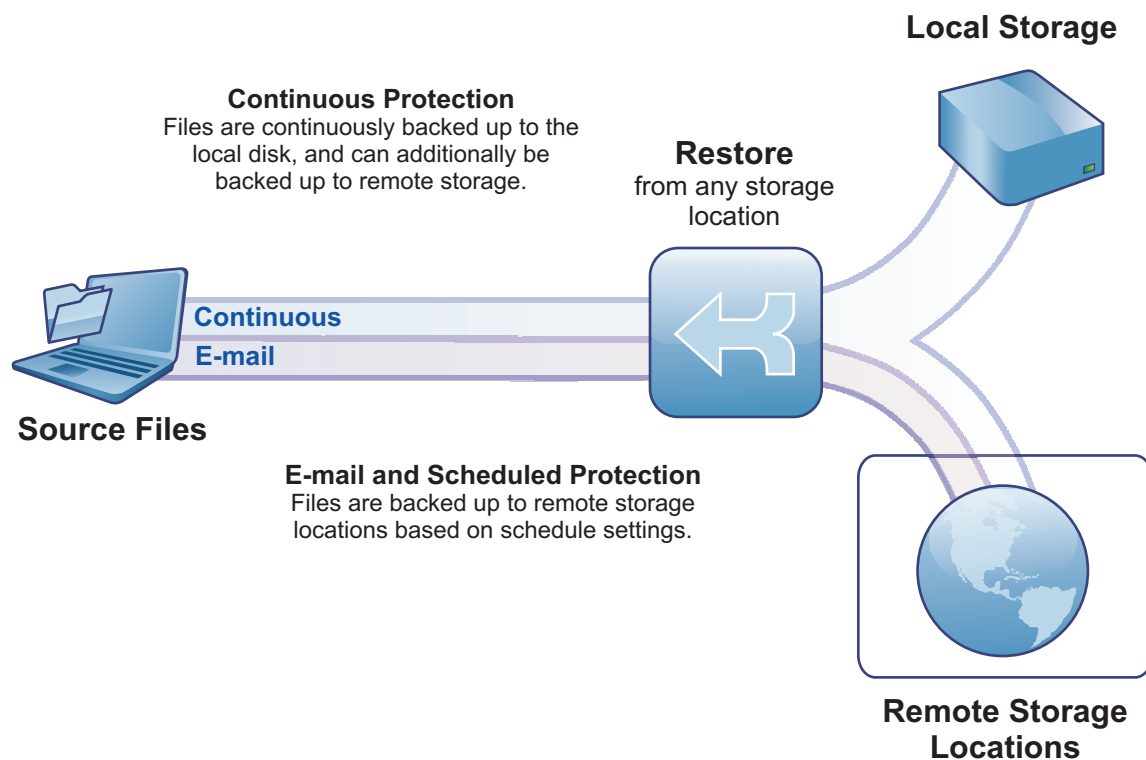 Local Storage
Continuous Protection
Files are continuously backed up to the
local disk, and can additionally be
backed up to remote storage.
Restore
from any storage
location
Continuous
E-mail
Source Files
E-mail and Scheduled Protection
Files are backed up to remote storage
locations based on schedule settings.
Remote Storage
Locations